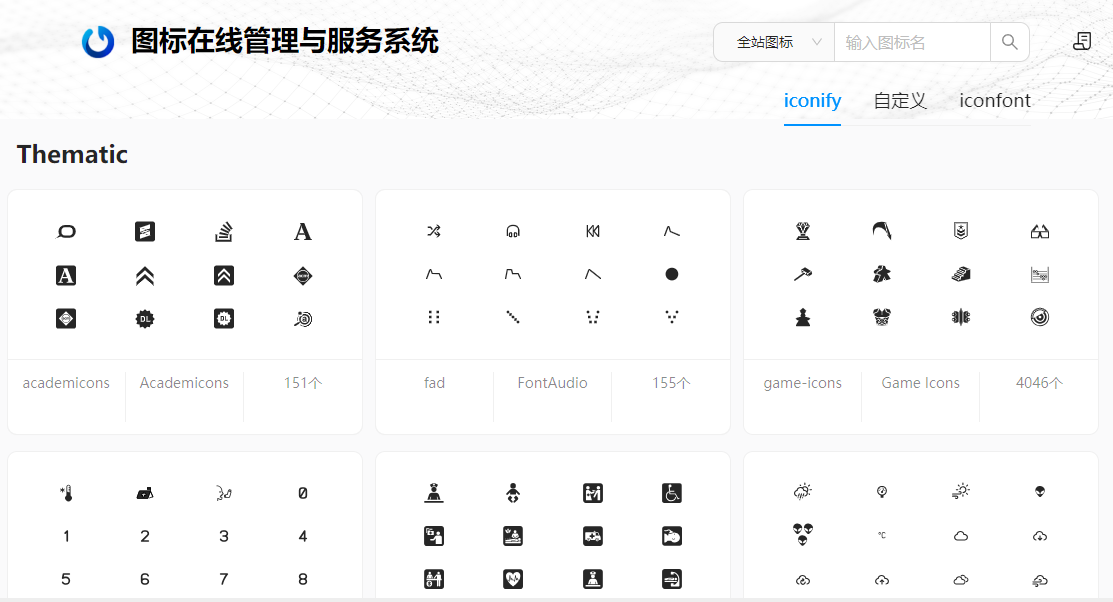 图标在线管理与服务系统
全站图标 输入图标名
iconify 自定义 iconfont
Thematic
academicons Academicons 151个
fad FontAudio 155个
game-icons Game Icons 4046个
0
1 2 3 4
5 6 7 8
°C